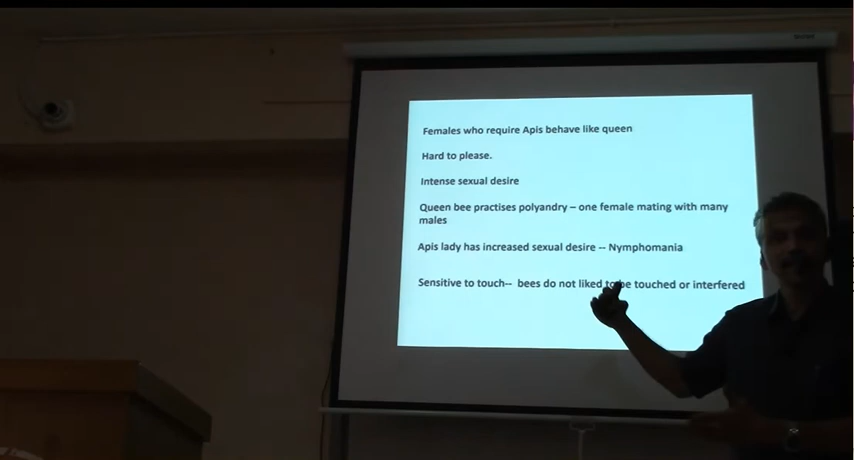 Females who require Apis behave like queen
Hard to please.
Intense sexual desire
Queen bee practises polyandry – one female mating with many
males
Apis lady has increased sexual desire -- Nymphomania
Sensitive to touch-- bees do not liked to be touched or interfered